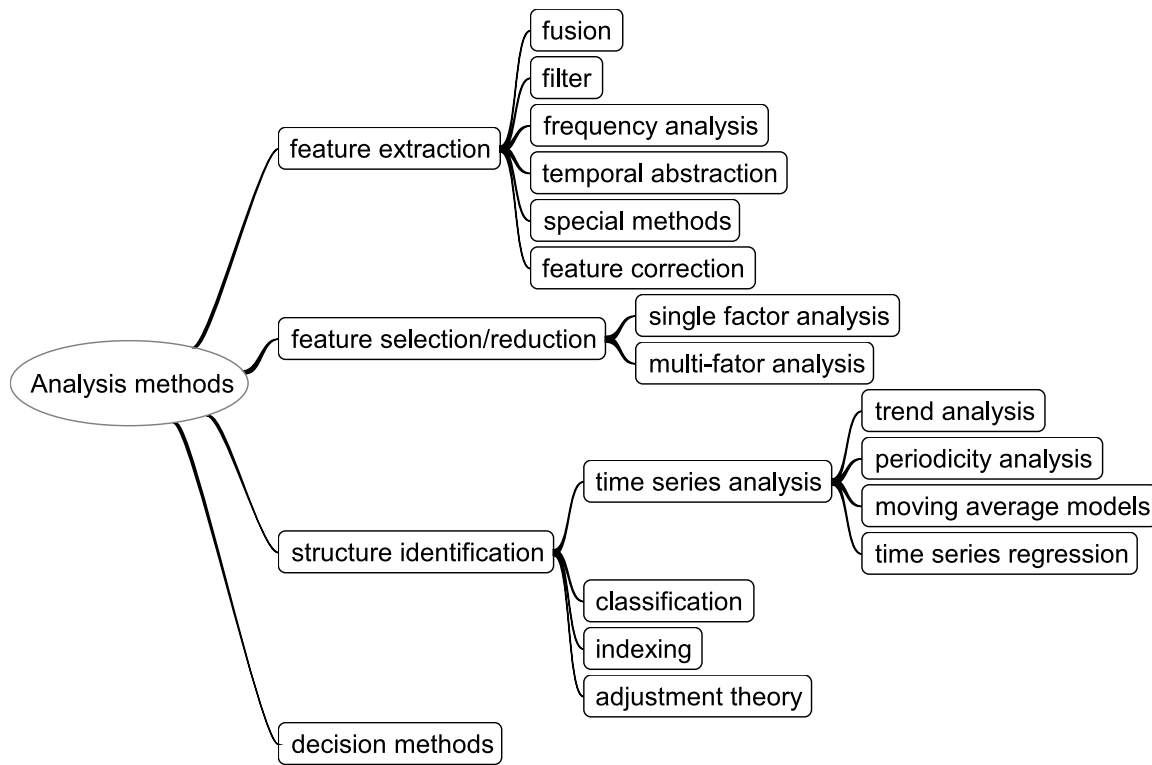 Analysis methods
feature extraction
fusion
filter
frequency analysis
temporal abstraction
special methods
feature correction
feature selection/reduction
single factor analysis
multi-fator analysis
structure identification
time series analysis
trend analysis
periodicity analysis
moving average models
time series regression
classification
indexing
adjustment theory
decision methods